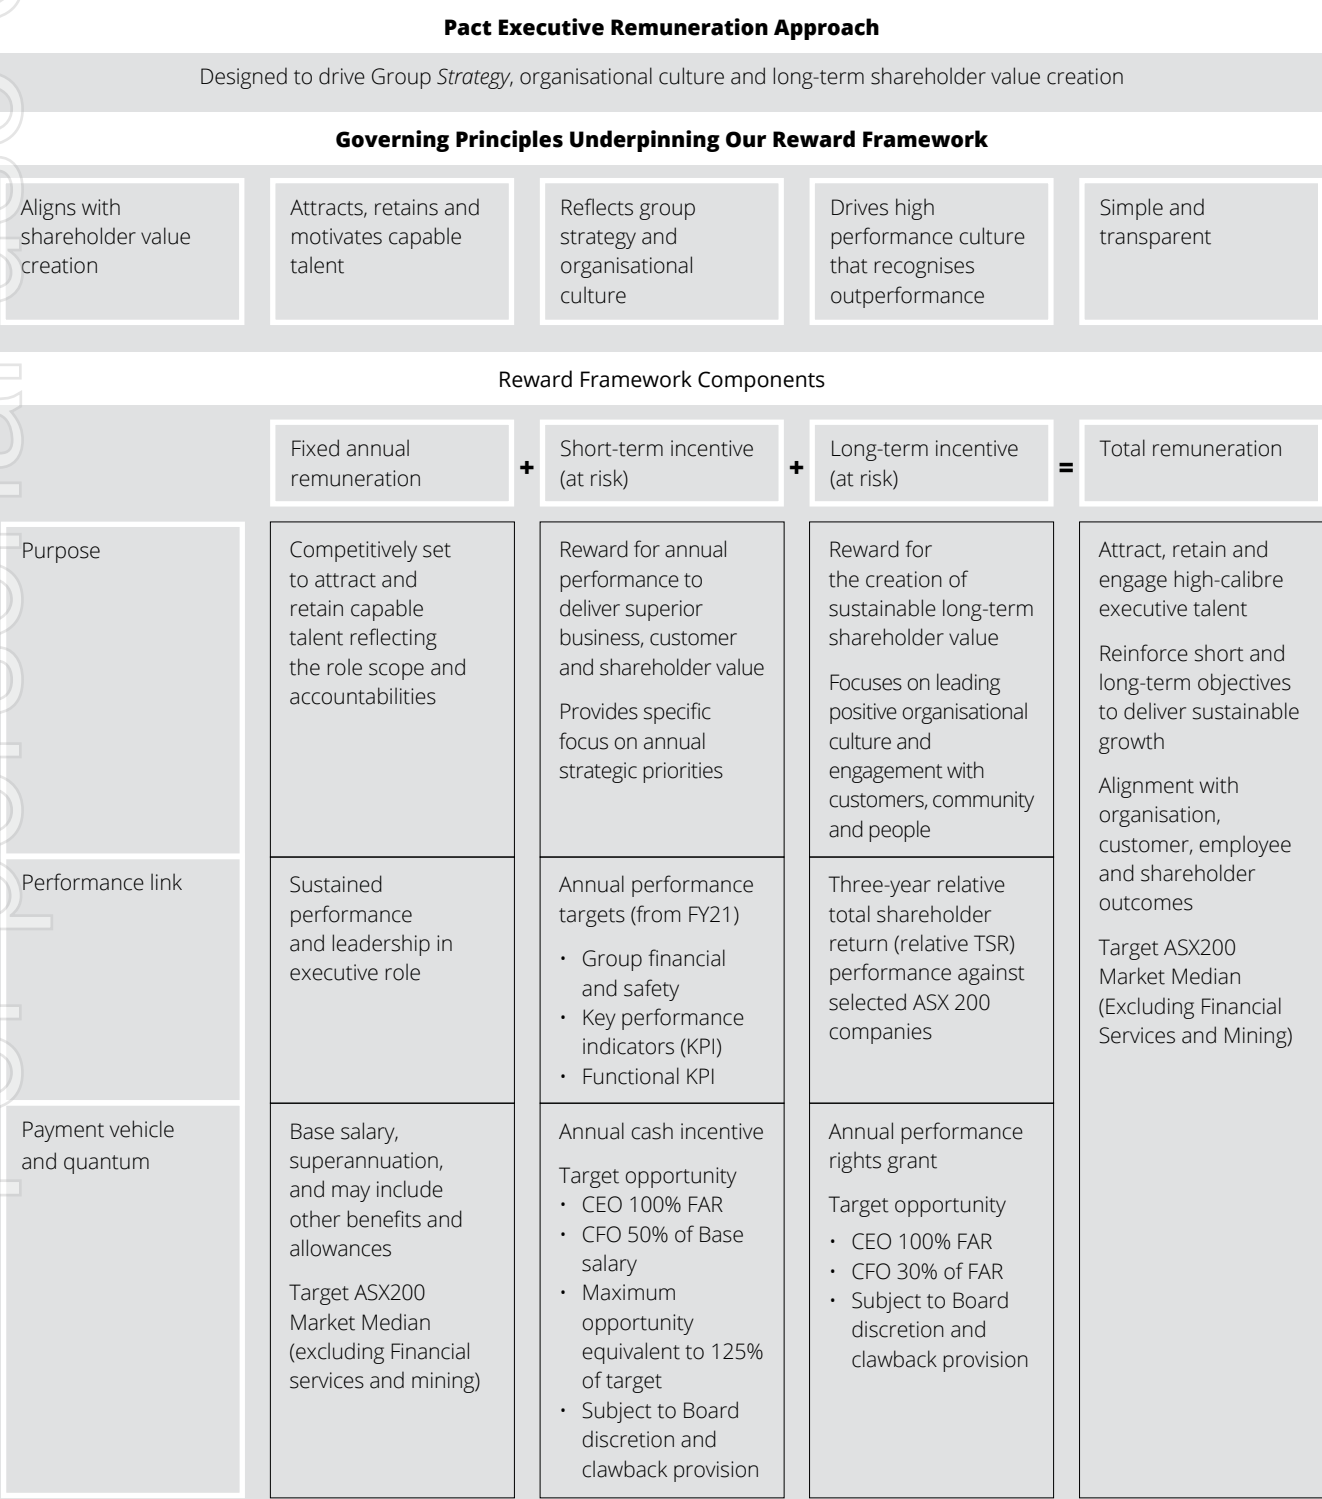 Pact Executive Remuneration Approach
Designed to drive Group Strategy, organisational culture and long-term shareholder value creation
Governing Principles Underpinning Our Reward Framework
Aligns with
shareholder value
creation
Attracts, retains and
motivates capable
talent
Reflects group
strategy and
organisational
culture
Drives high
performance culture
that recognises
outperformance
Simple and
transparent
Reward Framework Components
Fixed annual
remuneration
+
Short-term incentive
(at risk)
+
Long-term incentive
(at risk)
=
Total remuneration
Purpose
Competitively set
to attract and
retain capable
talent reflecting
the role scope and
accountabilities
Reward for annual
performance to
deliver superior
business, customer
and shareholder value
Provides specific
focus on annual
strategic priorities
Reward for
the creation of
sustainable long-term
shareholder value
Focuses on leading
positive organisational
culture and
engagement with
customers, community
and people
Attract, retain and
engage high-calibre
executive talent
Reinforce short and
long-term objectives
to deliver sustainable
growth
Alignment with
organisation,
customer, employee
and shareholder
outcomes
Target ASX200
Market Median
(Excluding Financial
Services and Mining)
Performance link
Sustained
performance
and leadership in
executive role
Annual performance
targets (from FY21)
• Group financial
and safety
• Key performance
indicators (KPI)
• Functional KPI
Three-year relative
total shareholder
return (relative TSR)
performance against
selected ASX 200
companies
Payment vehicle
and quantum
Base salary,
superannuation,
and may include
other benefits and
allowances
Target ASX200
Market Median
(excluding Financial
services and mining)
Annual cash incentive
Target opportunity
• CEO 100% FAR
• CFO 50% of Base
salary
• Maximum
opportunity
equivalent to 125%
of target
• Subject to Board
discretion and
clawback provision
Annual performance
rights grant
Target opportunity
• CEO 100% FAR
• CFO 30% of FAR
• Subject to Board
discretion and
clawback provision